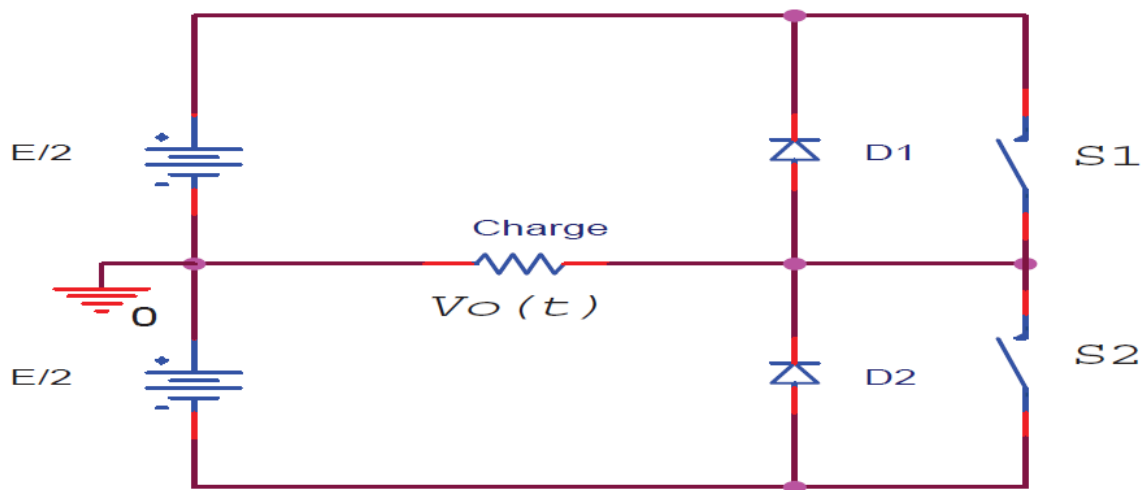 E/2
D1
S1
Charge
Vo(t)
0
E/2
D2
S2